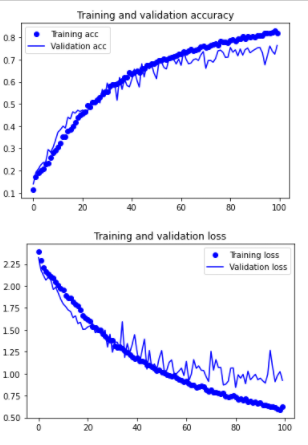 Training and validation accuracy
Training acc
Validation acc
0.8
0.7
0.6
0.5
0.4
0.3
0.2
0.1
0 20 40 60 80 100
Training and validation loss
Training loss
Validation loss
2.25
2.00
1.75
1.50
1.25
1.00
0.75
0.50
0 20 40 60 80 100